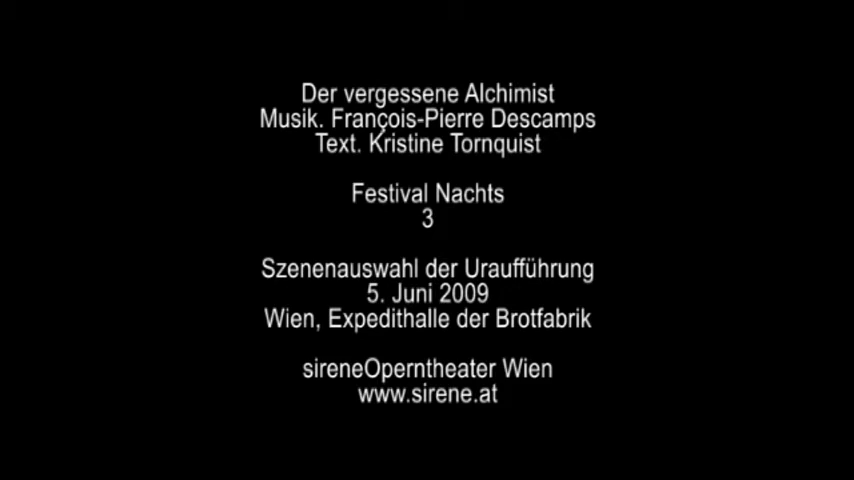 Der vergessene Alchimist
Musik. François-Pierre Descamps
Text. Kristine Tornquist
Festival Nachts
3
Szenenauswahl der Uraufführung
5. Juni 2009
Wien, Expedithalle der Brotfabrik
sireneOperntheater Wien
www.sirene.at